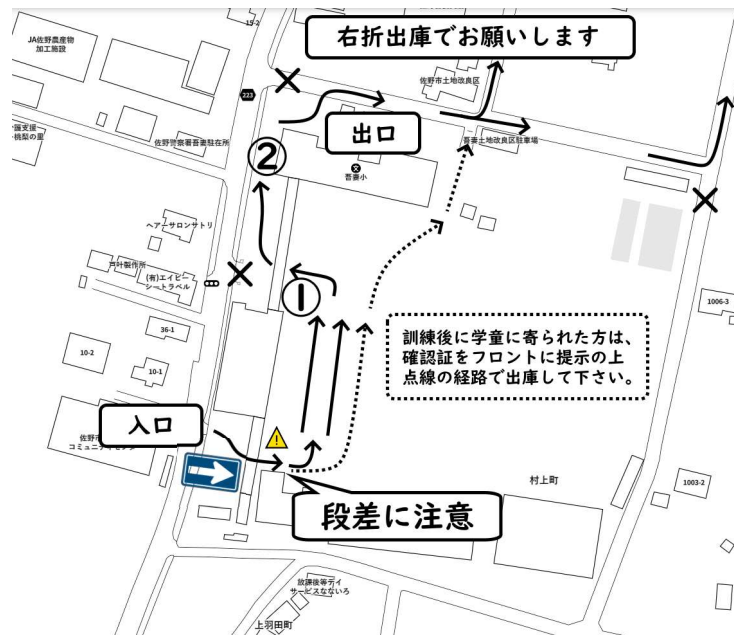 右折出庫でお願いします
15-2
JA佐野農産物
加工施設
佐野市土地改良区
223
出口
護支援
桃梨の里
佐野警察署吾妻駐在所
吾妻土地改良区駐車場
②
文
吾妻小
ヘアーサロンサトリ
戸叶製作所
(有)エイビー
シートラベル
①
1006-3
36-1
訓練後に学童に寄られた方は、
確認証をフロントに提示の上
点線の経路で出庫して下さい。
10-2
10-1
入口
佐野市
コミュニティセンター
村上町
1003-2
段差に注意
放課後等デイ
サービスなないろ
上羽田町